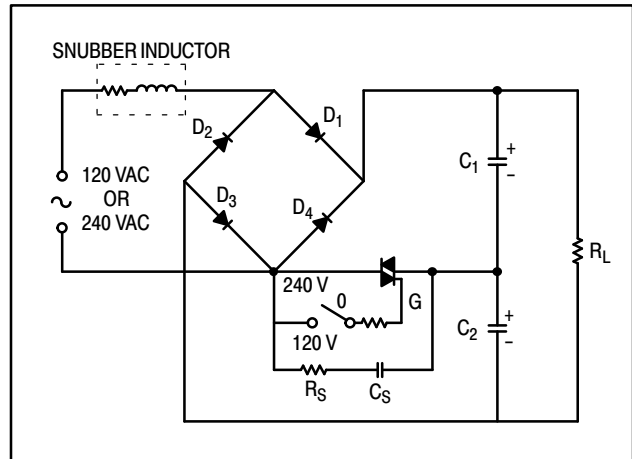 SNUBBER INDUCTOR
D2
D1
120 VAC
OR
240 VAC
~
D3
D4
C1
+
−
RL
240 V
0
G
120 V
C2
+
−
RS
CS